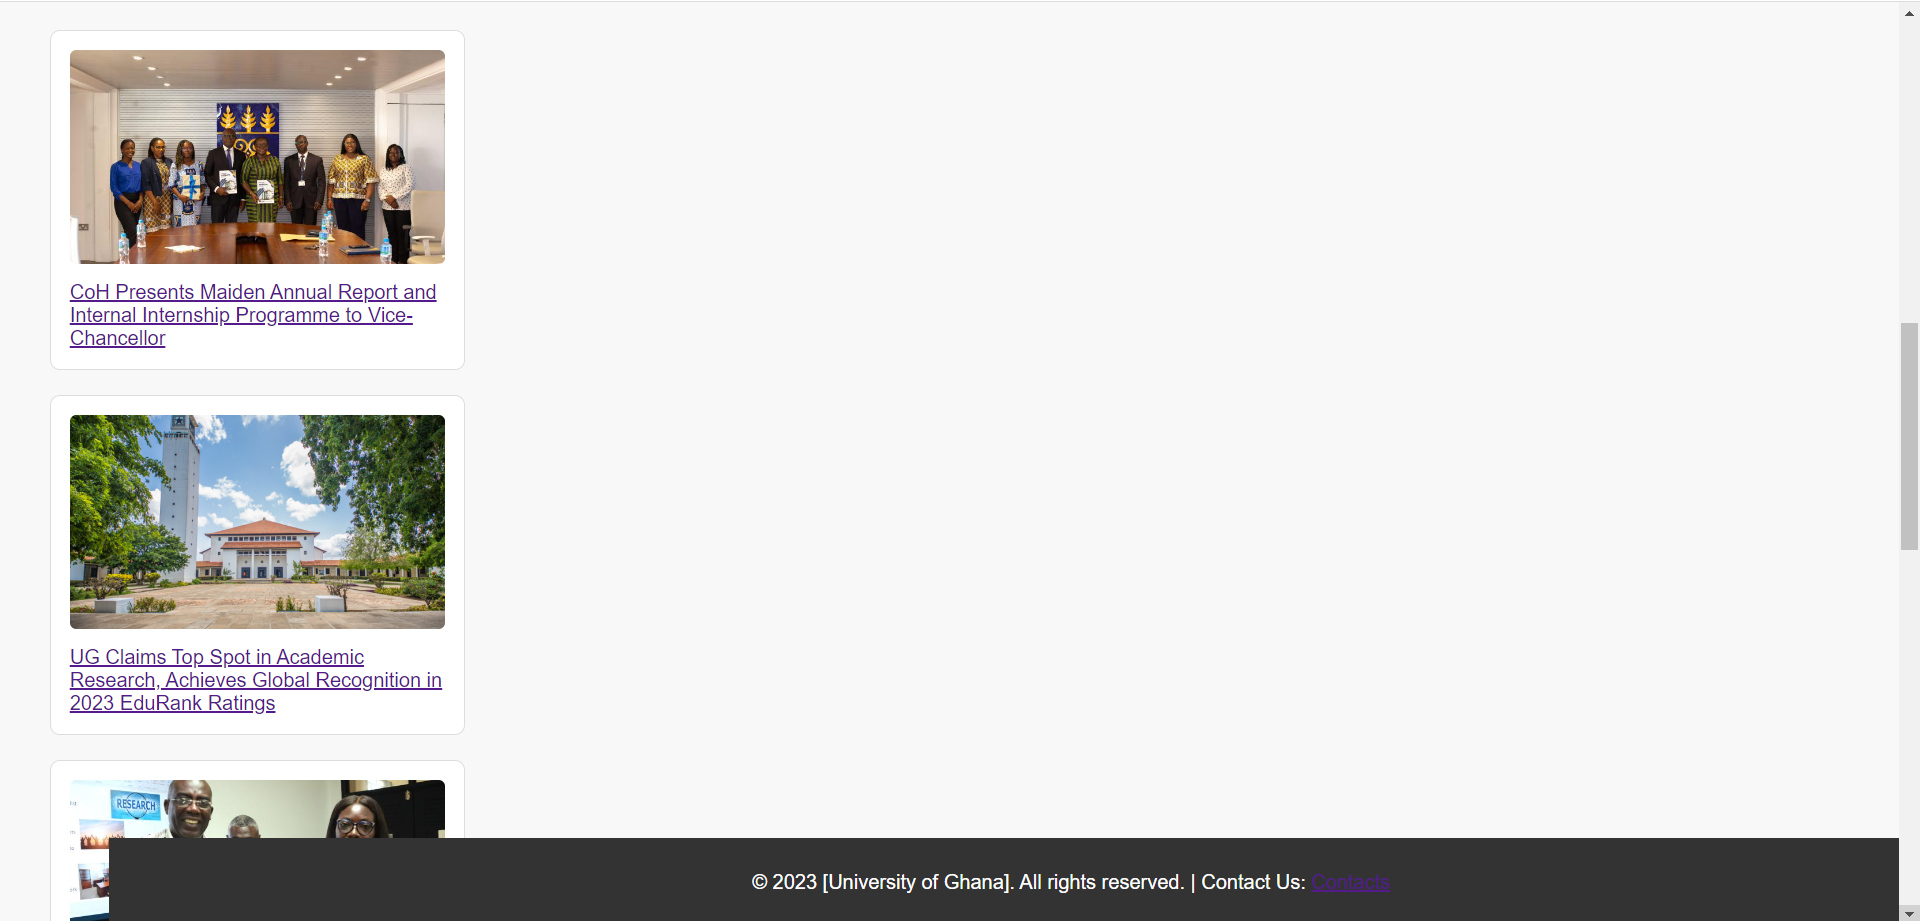 CoH Presents Maiden Annual Report and
Internal Internship Programme to Vice-
Chancellor
UG Claims Top Spot in Academic
Research, Achieves Global Recognition in
2023 EduRank Ratings
RESEARCH
© 2023 [University of Ghana]. All rights reserved. | Contact Us: Contacts